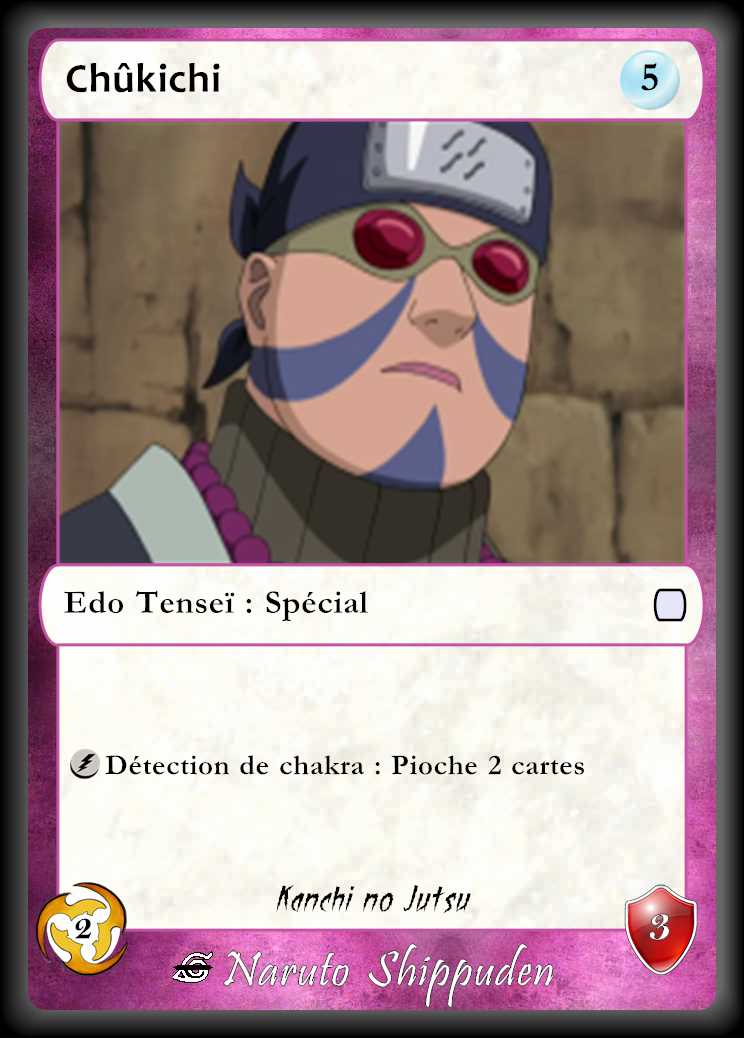 Chûkichi
5
Edo Tenseï : Spécial
Détection de chakra : Pioche 2 cartes
Kanchi no Jutsu
2
3
Naruto Shippuden